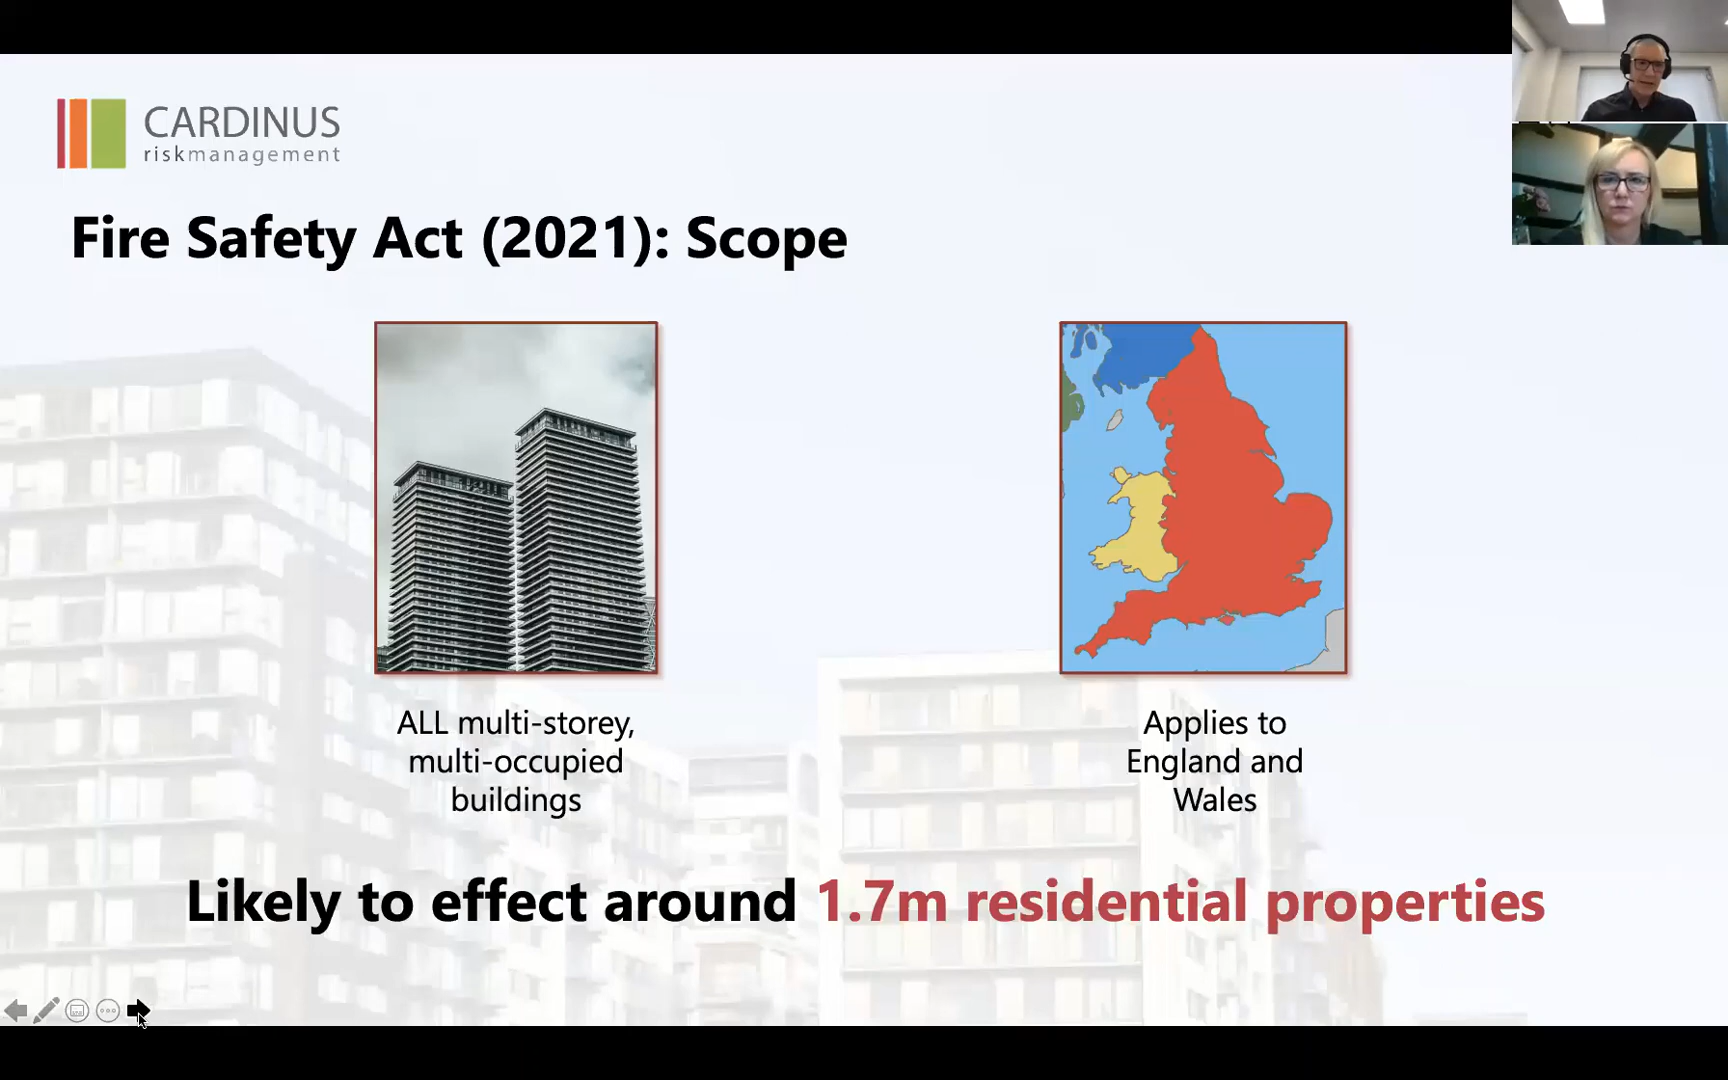 CARDINUS
riskmanagement
Fire Safety Act (2021): Scope
ALL multi-storey,
multi-occupied
buildings
Applies to
England and
Wales
Likely to effect around 1.7m residential properties